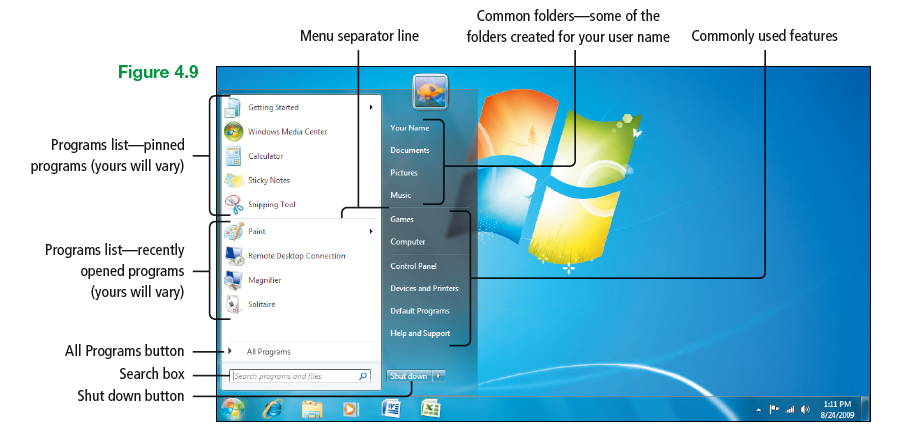 Common folders—some of the
folders created for your user name
Menu separator line
Commonly used features
Figure 4.9
Programs list—pinned
programs (yours will vary)
Programs list—recently
opened programs
(yours will vary)
All Programs button
Search box
Shut down button
Getting Started
Windows Media Center
Calculator
Sticky Notes
Snipping Tool
Paint
Remote Desktop Connection
Magnifier
Solitaire
All Programs
Search programs and files
Your Name
Documents
Pictures
Music
Games
Computer
Control Panel
Devices and Printers
Default Programs
Help and Support
Shut down
1:11 PM
8/24/2009